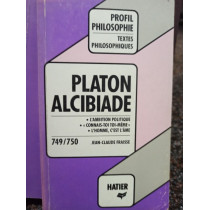 PROFIL
PHILOSOPHIE
TEXTES
PHILOSOPHIQUES
PLATON
ALCIBIADE
• L'AMBITION POLITIQUE
• « CONNAIS-TOI TOI-MÊME »
• L'HOMME, C'EST L'ÂME
749/750
JEAN-CLAUDE FRAISSE
HATIER